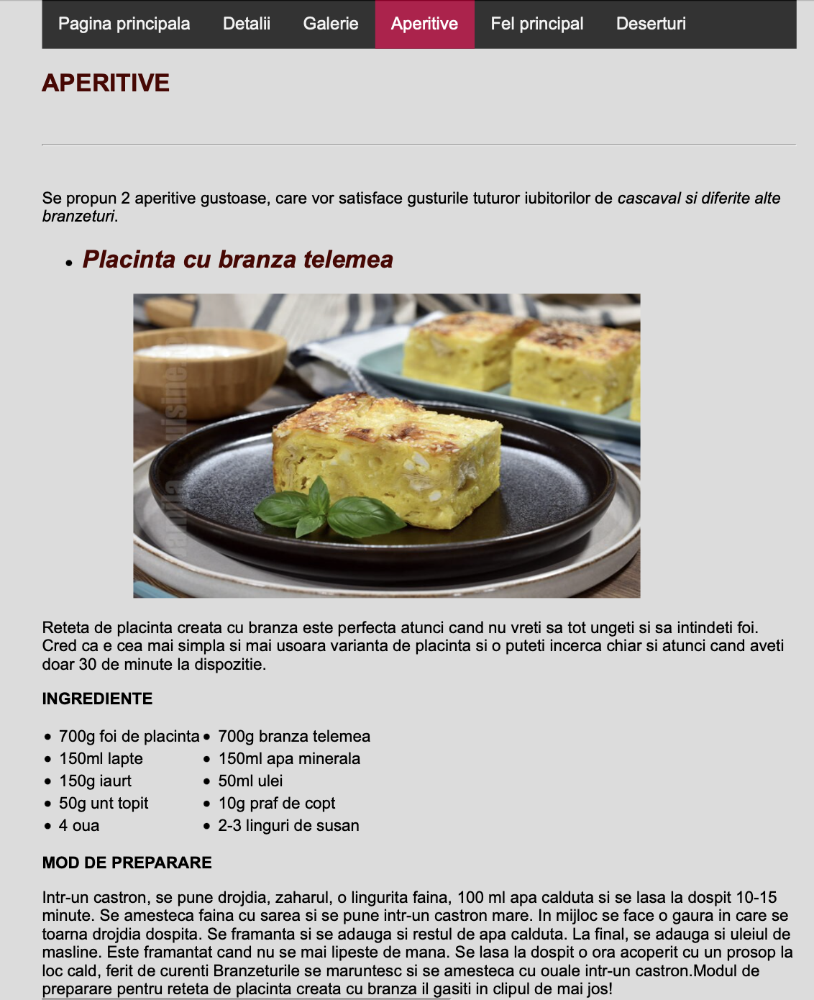 Pagina principala Detalii Galerie Aperitive Fel principal Deserturi
APERITIVE
Se propun 2 aperitive gustoase, care vor satisface gusturile tuturor iubitorilor de cascaval si diferite alte
branzeturi.
Placinta cu branza telemea
Reteta de placinta creata cu branza este perfecta atunci cand nu vreti sa tot ungeti si sa intindeti foi.
Cred ca e cea mai simpla si mai usoara varianta de placinta si o puteti incerca chiar si atunci cand aveti
doar 30 de minute la dispozitie.
INGREDIENTE
• 700g foi de placinta • 700g branza telemea
• 150ml lapte • 150ml apa minerala
• 150g iaurt • 50ml ulei
• 50g unt topit • 10g praf de copt
• 4 oua • 2-3 linguri de susan
MOD DE PREPARARE
Intr-un castron, se pune drojdia, zaharul, o lingurita faina, 100 ml apa calduta si se lasa la dospit 10-15
minute. Se amesteca faina cu sarea si se pune intr-un castron mare. In mijloc se face o gaura in care se
toarna drojdia dospita. Se framanta si se adauga si restul de apa calduta. La final, se adauga si uleiul de
masline. Este framantat cand nu se mai lipeste de mana. Se lasa la dospit o ora acoperit cu un prosop la
loc cald, ferit de curenti Branzeturile se maruntesc si se amesteca cu ouale intr-un castron.Modul de
preparare pentru reteta de placinta creata cu branza il gasiti in clipul de mai jos!